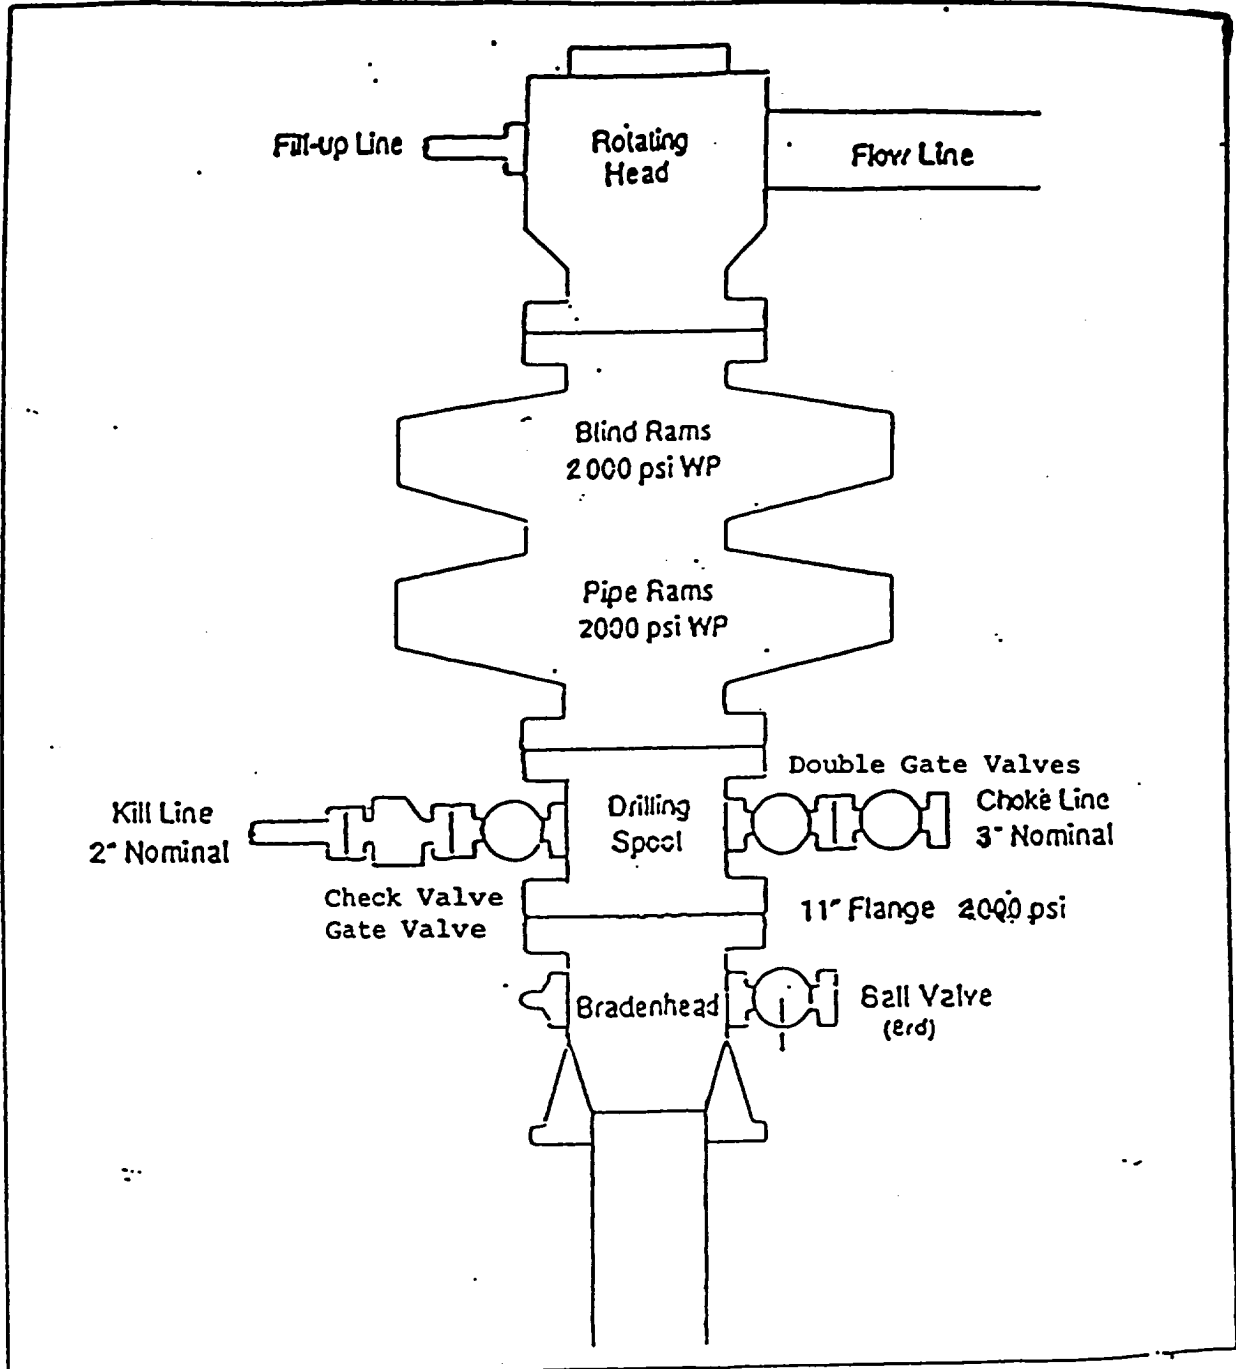 Fill-up Line
Rotating
Head
Flow Line
Blind Rams
2000 psi WP
Pipe Rams
2000 psi WP
Double Gate Valves
Kill Line
2" Nominal
Drilling
Spool
Choke Line
3" Nominal
Check Valve
Gate Valve
11" Flange 2000 psi
Bradenhead
Ball Valve